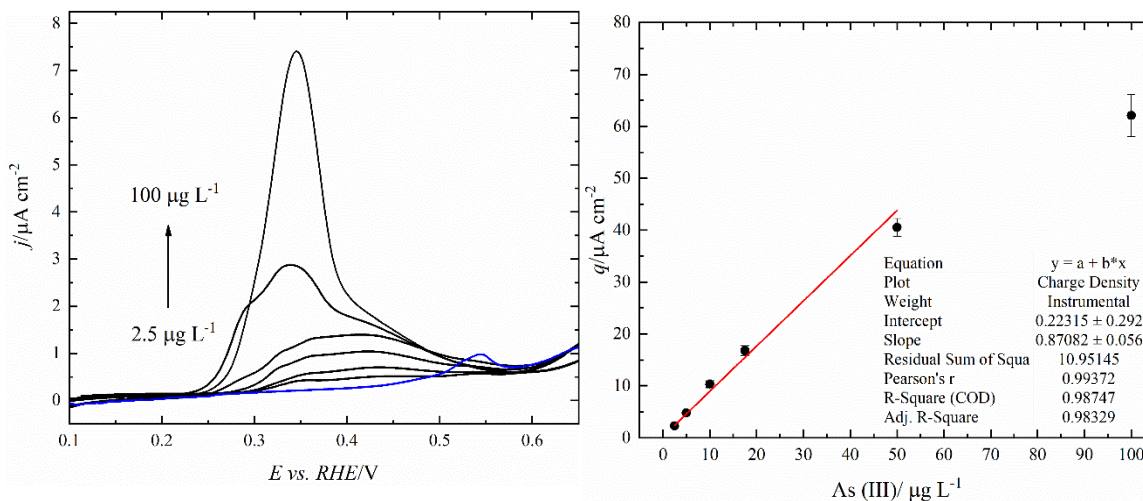 8
7
6
5
4
3
2
1
0
j/μA cm-2
100 μg L-1
2.5 μg L-1
0.1 0.2 0.3 0.4 0.5 0.6
E vs. RHE/V
80
70
60
50
40
30
20
10
0
q/μA cm-2
Equation y = a + b*x
Plot Charge Density
Weight Instrumental
Intercept 0.22315 ± 0.292
Slope 0.87082 ± 0.056
Residual Sum of Squa 10.95145
Pearson's r 0.99372
R-Square (COD) 0.98747
Adj. R-Square 0.98329
0 10 20 30 40 50 60 70 80 90 100
As (III)/ μg L-1